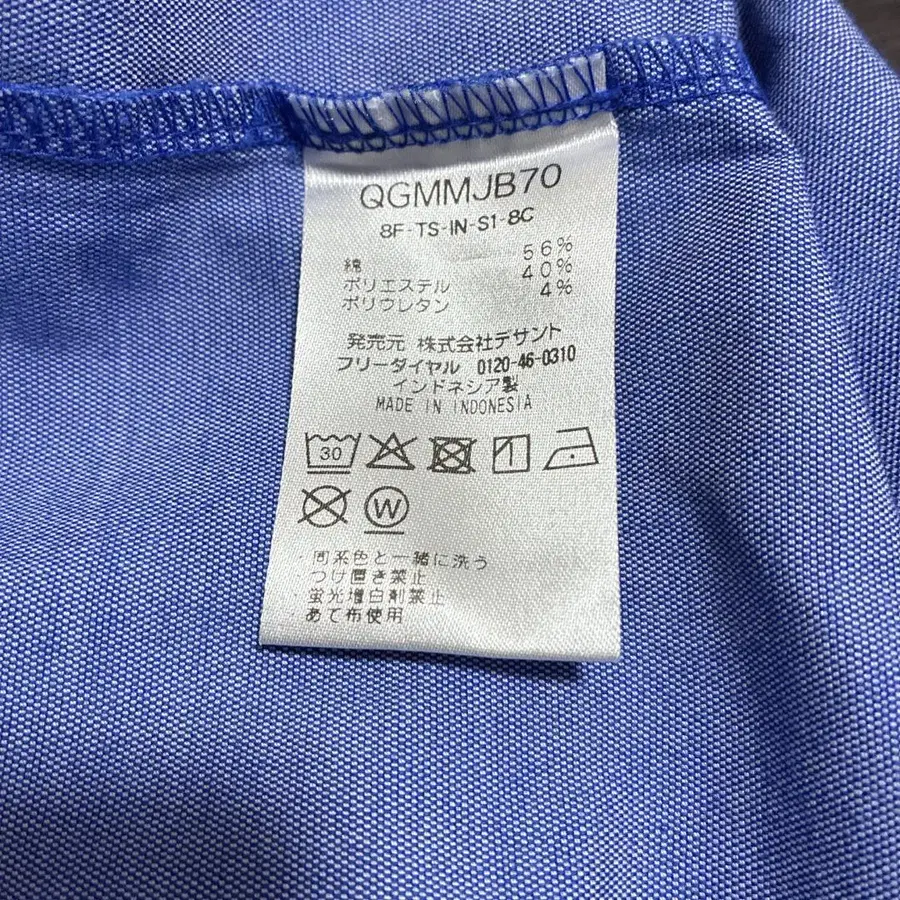 QGMMJB70
8F-TS-IN-S1-8C
綿 56%
ポリエステル 40%
ポリウレタン 4%
発売元 株式会社デサント
フリーダイヤル 0120-46-0310
インドネシア製
MADE IN INDONESIA
30
W
・同系色と一緒に洗う
・つけ置き禁止
・蛍光増白剤禁止
・あて布使用